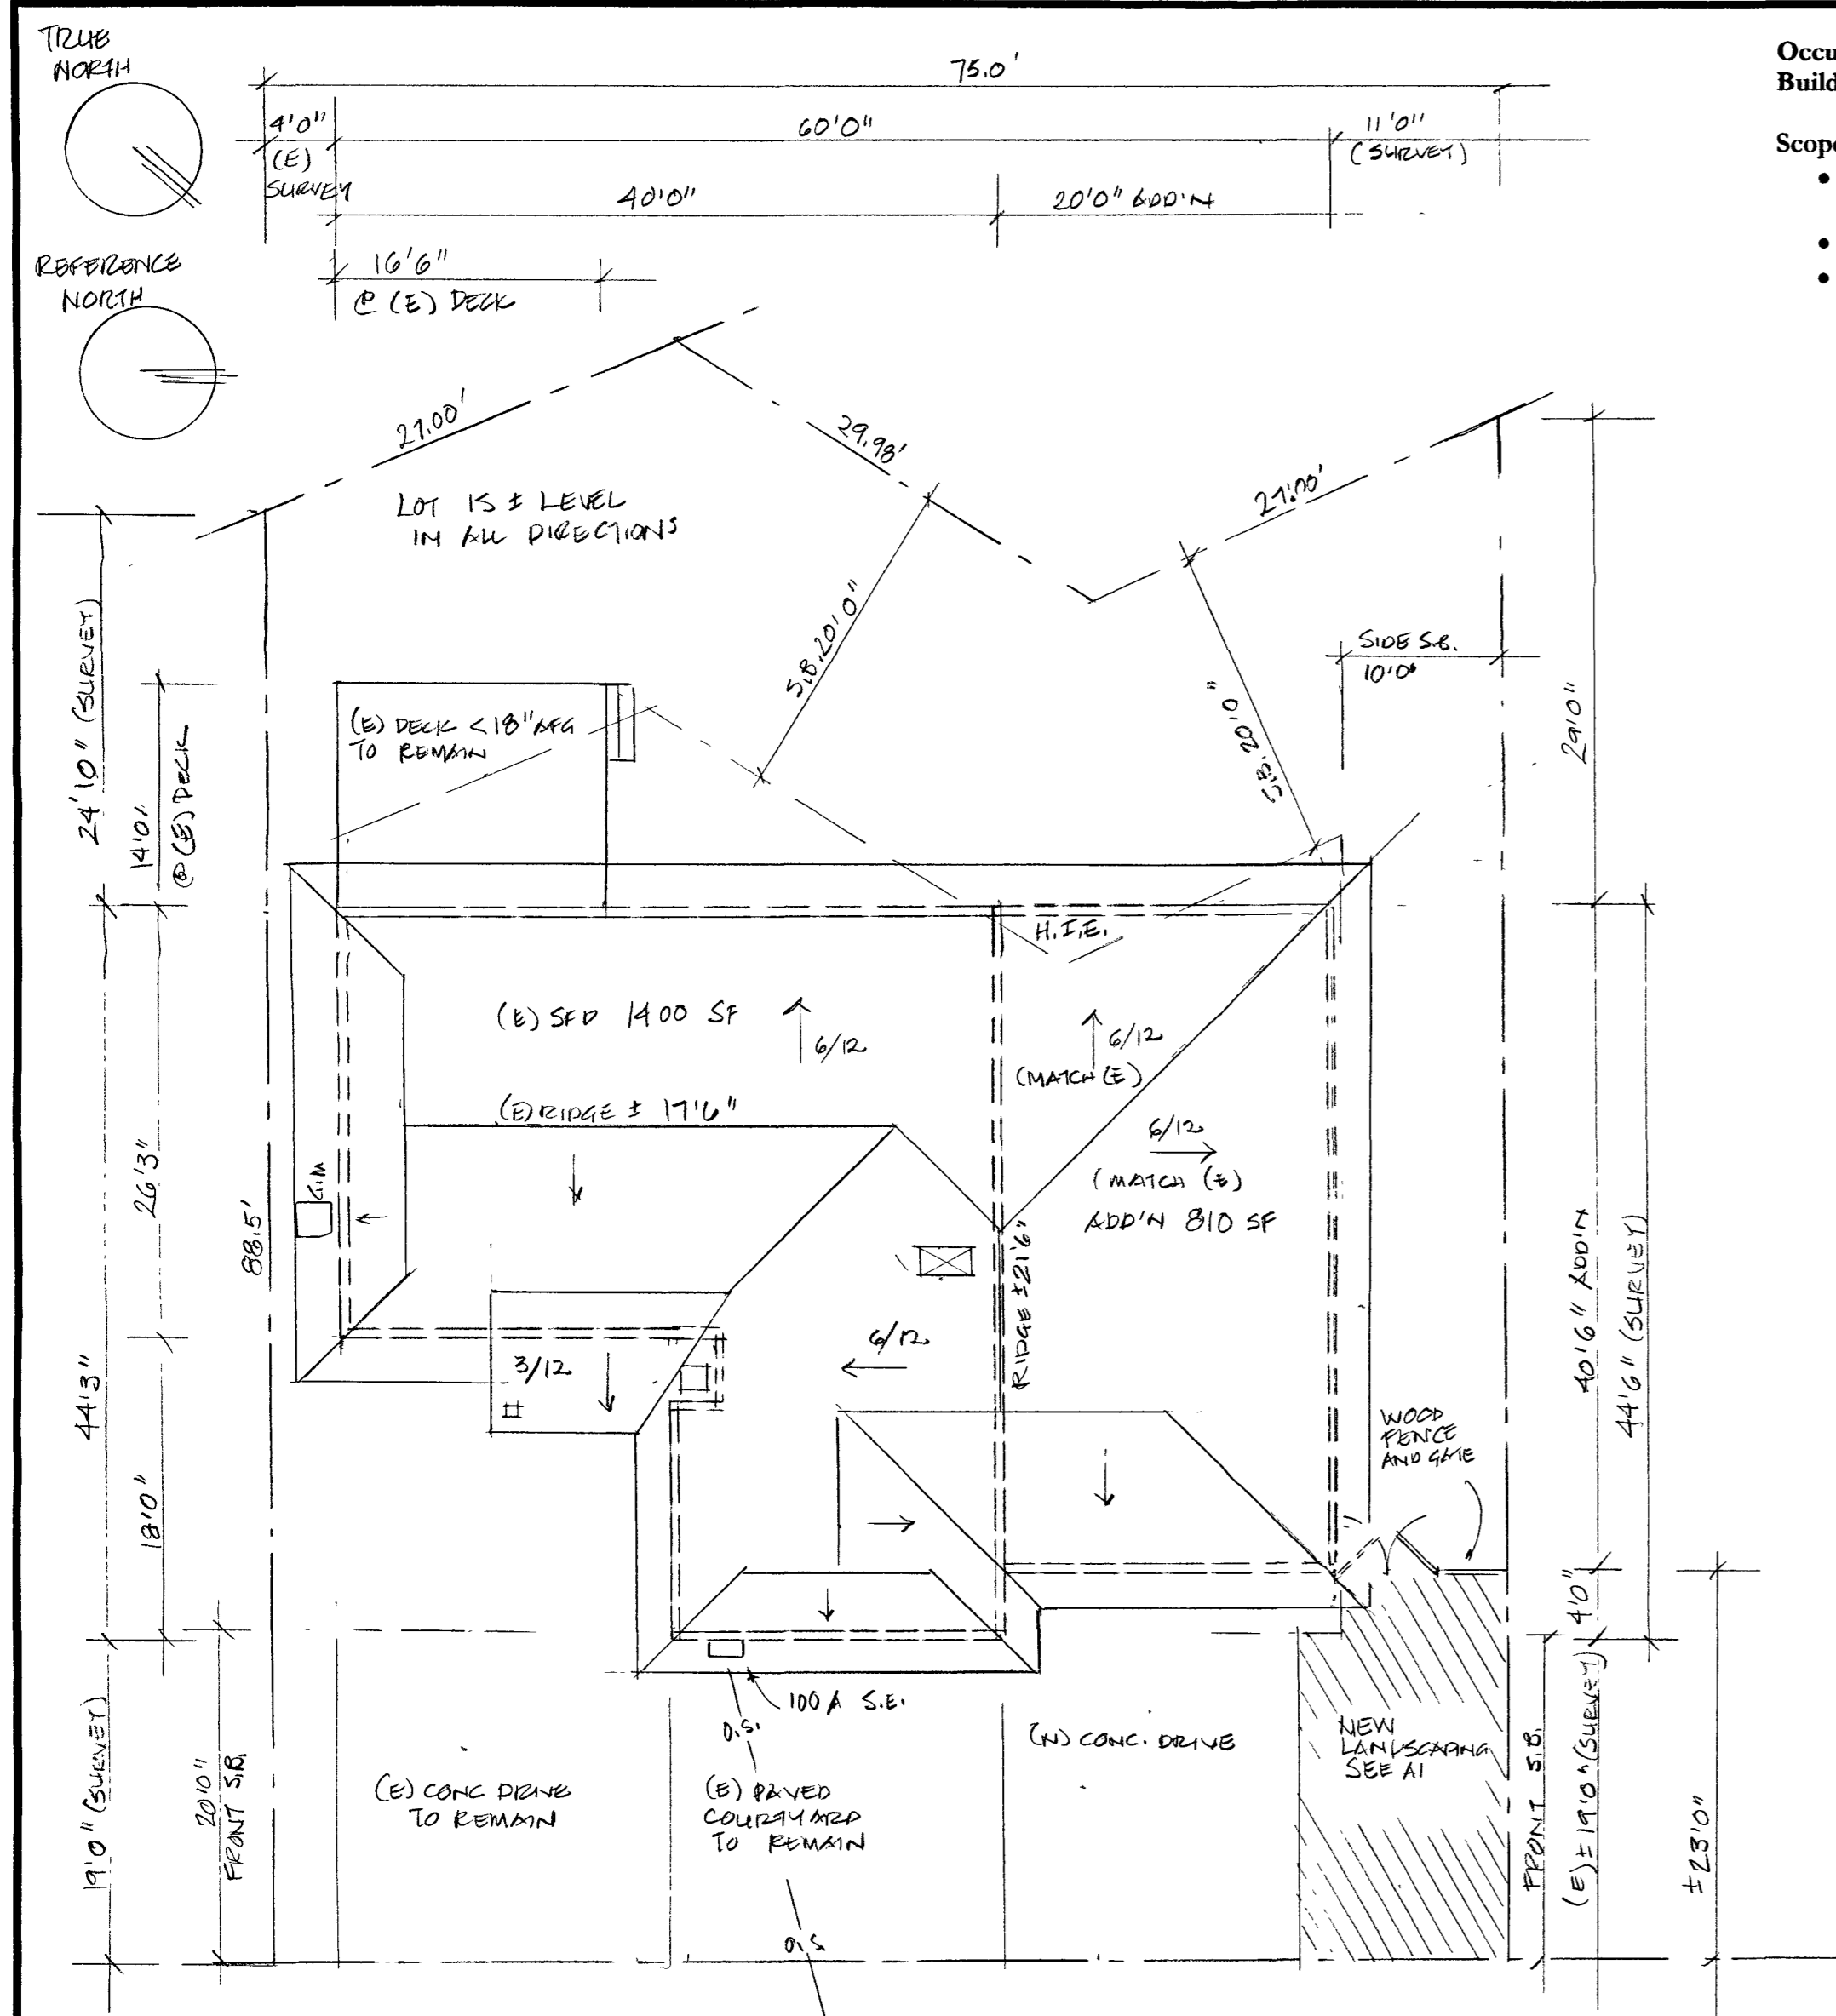 TRUE
NORTH
75.0'
4'0"
(E)
SURVEY
60'0"
11'0"
(SURVEY)
40'0"
20'0" ADD'N
16'6"
@ (E) DECK
REFERENCE
NORTH
Occu
Build
Scope
27.00'
29.98'
27.00'
LOT IS ± LEVEL
IN ALL DIRECTIONS
24'10" (SURVEY)
14'0"
@ (E) DECK
(E) DECK <18" AFG
TO REMAIN
S.B. 20'0"
S.B. 20'0"
SIDE S.B.
10'0"
29'0"
H.I.E.
(E) SFD 1400 SF
6/12
6/12
(MATCH (E)
(E) RIDGE ± 17'6"
6/12
(MATCH (E)
ADD'N 810 SF
26'3"
88.5'
G.M
RIDGE ±21'6"
40'6" ADD'N
44'6" (SURVEY)
44'3"
3/12
6/12
WOOD
FENCE
AND GATE
18'0"
4'0"
100 A S.E.
O.S.
19'0" (SURVEY)
20'0"
FRONT S.B.
(E) CONC DRIVE
TO REMAIN
(E) PAVED
COURTYARD
TO REMAIN
(N) CONC. DRIVE
NEW
LANDSCAPING
SEE A1
FRONT S.B.
(E) ±19'0" (SURVEY)
±23'0"
O.S.